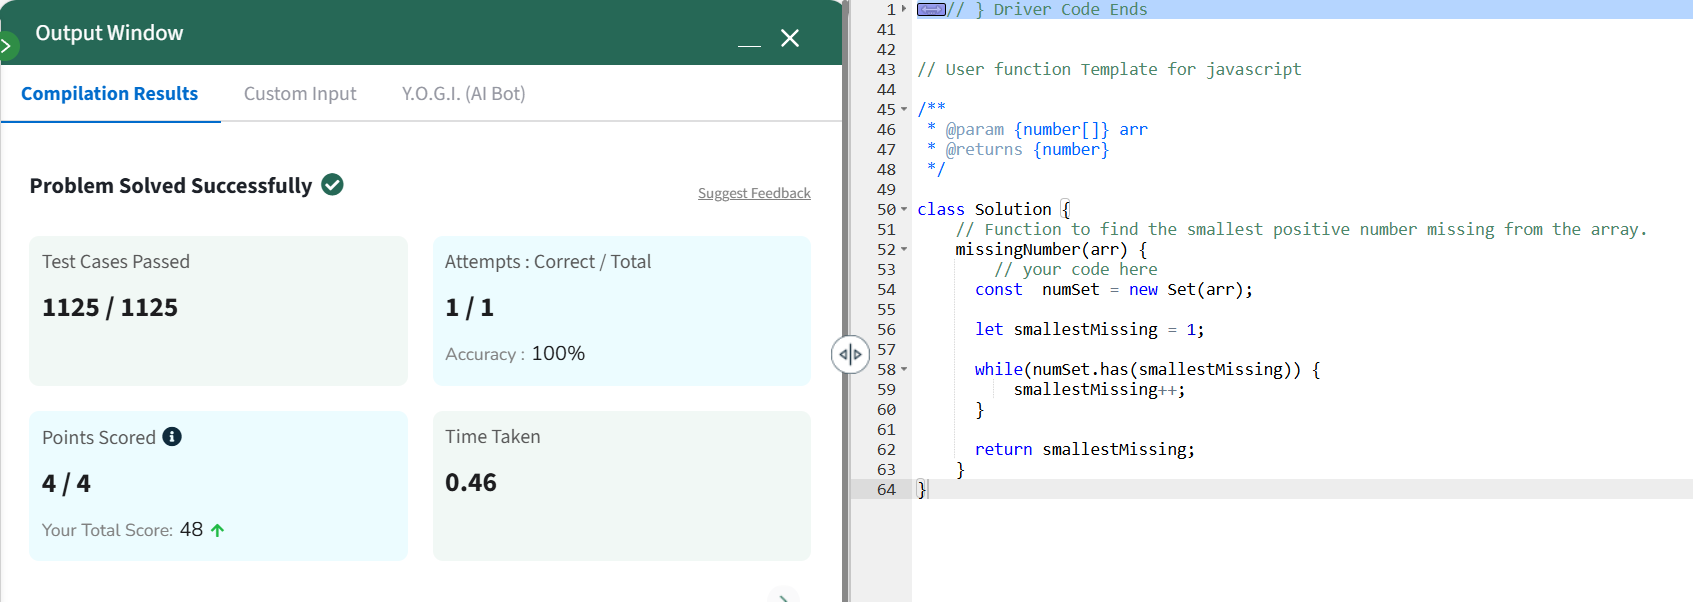 Output Window
Compilation Results
Custom Input
Y.O.G.I. (AI Bot)
Problem Solved Successfully
Suggest Feedback
Test Cases Passed
1125 / 1125
Attempts : Correct / Total
1 / 1
Accuracy : 100%
Points Scored
4 / 4
Your Total Score: 48
Time Taken
0.46
1 // } Driver Code Ends
41
42
43 // User function Template for javascript
44
45 /**
46  * @param {number[]} arr
47  * @returns {number}
48  */
49
50 class Solution {
51     // Function to find the smallest positive number missing from the array.
52     missingNumber(arr) {
53         // your code here
54       const  numSet = new Set(arr);
55
56       let smallestMissing = 1;
57
58       while(numSet.has(smallestMissing)) {
59           smallestMissing++;
60       }
61
62       return smallestMissing;
63     }
64 }